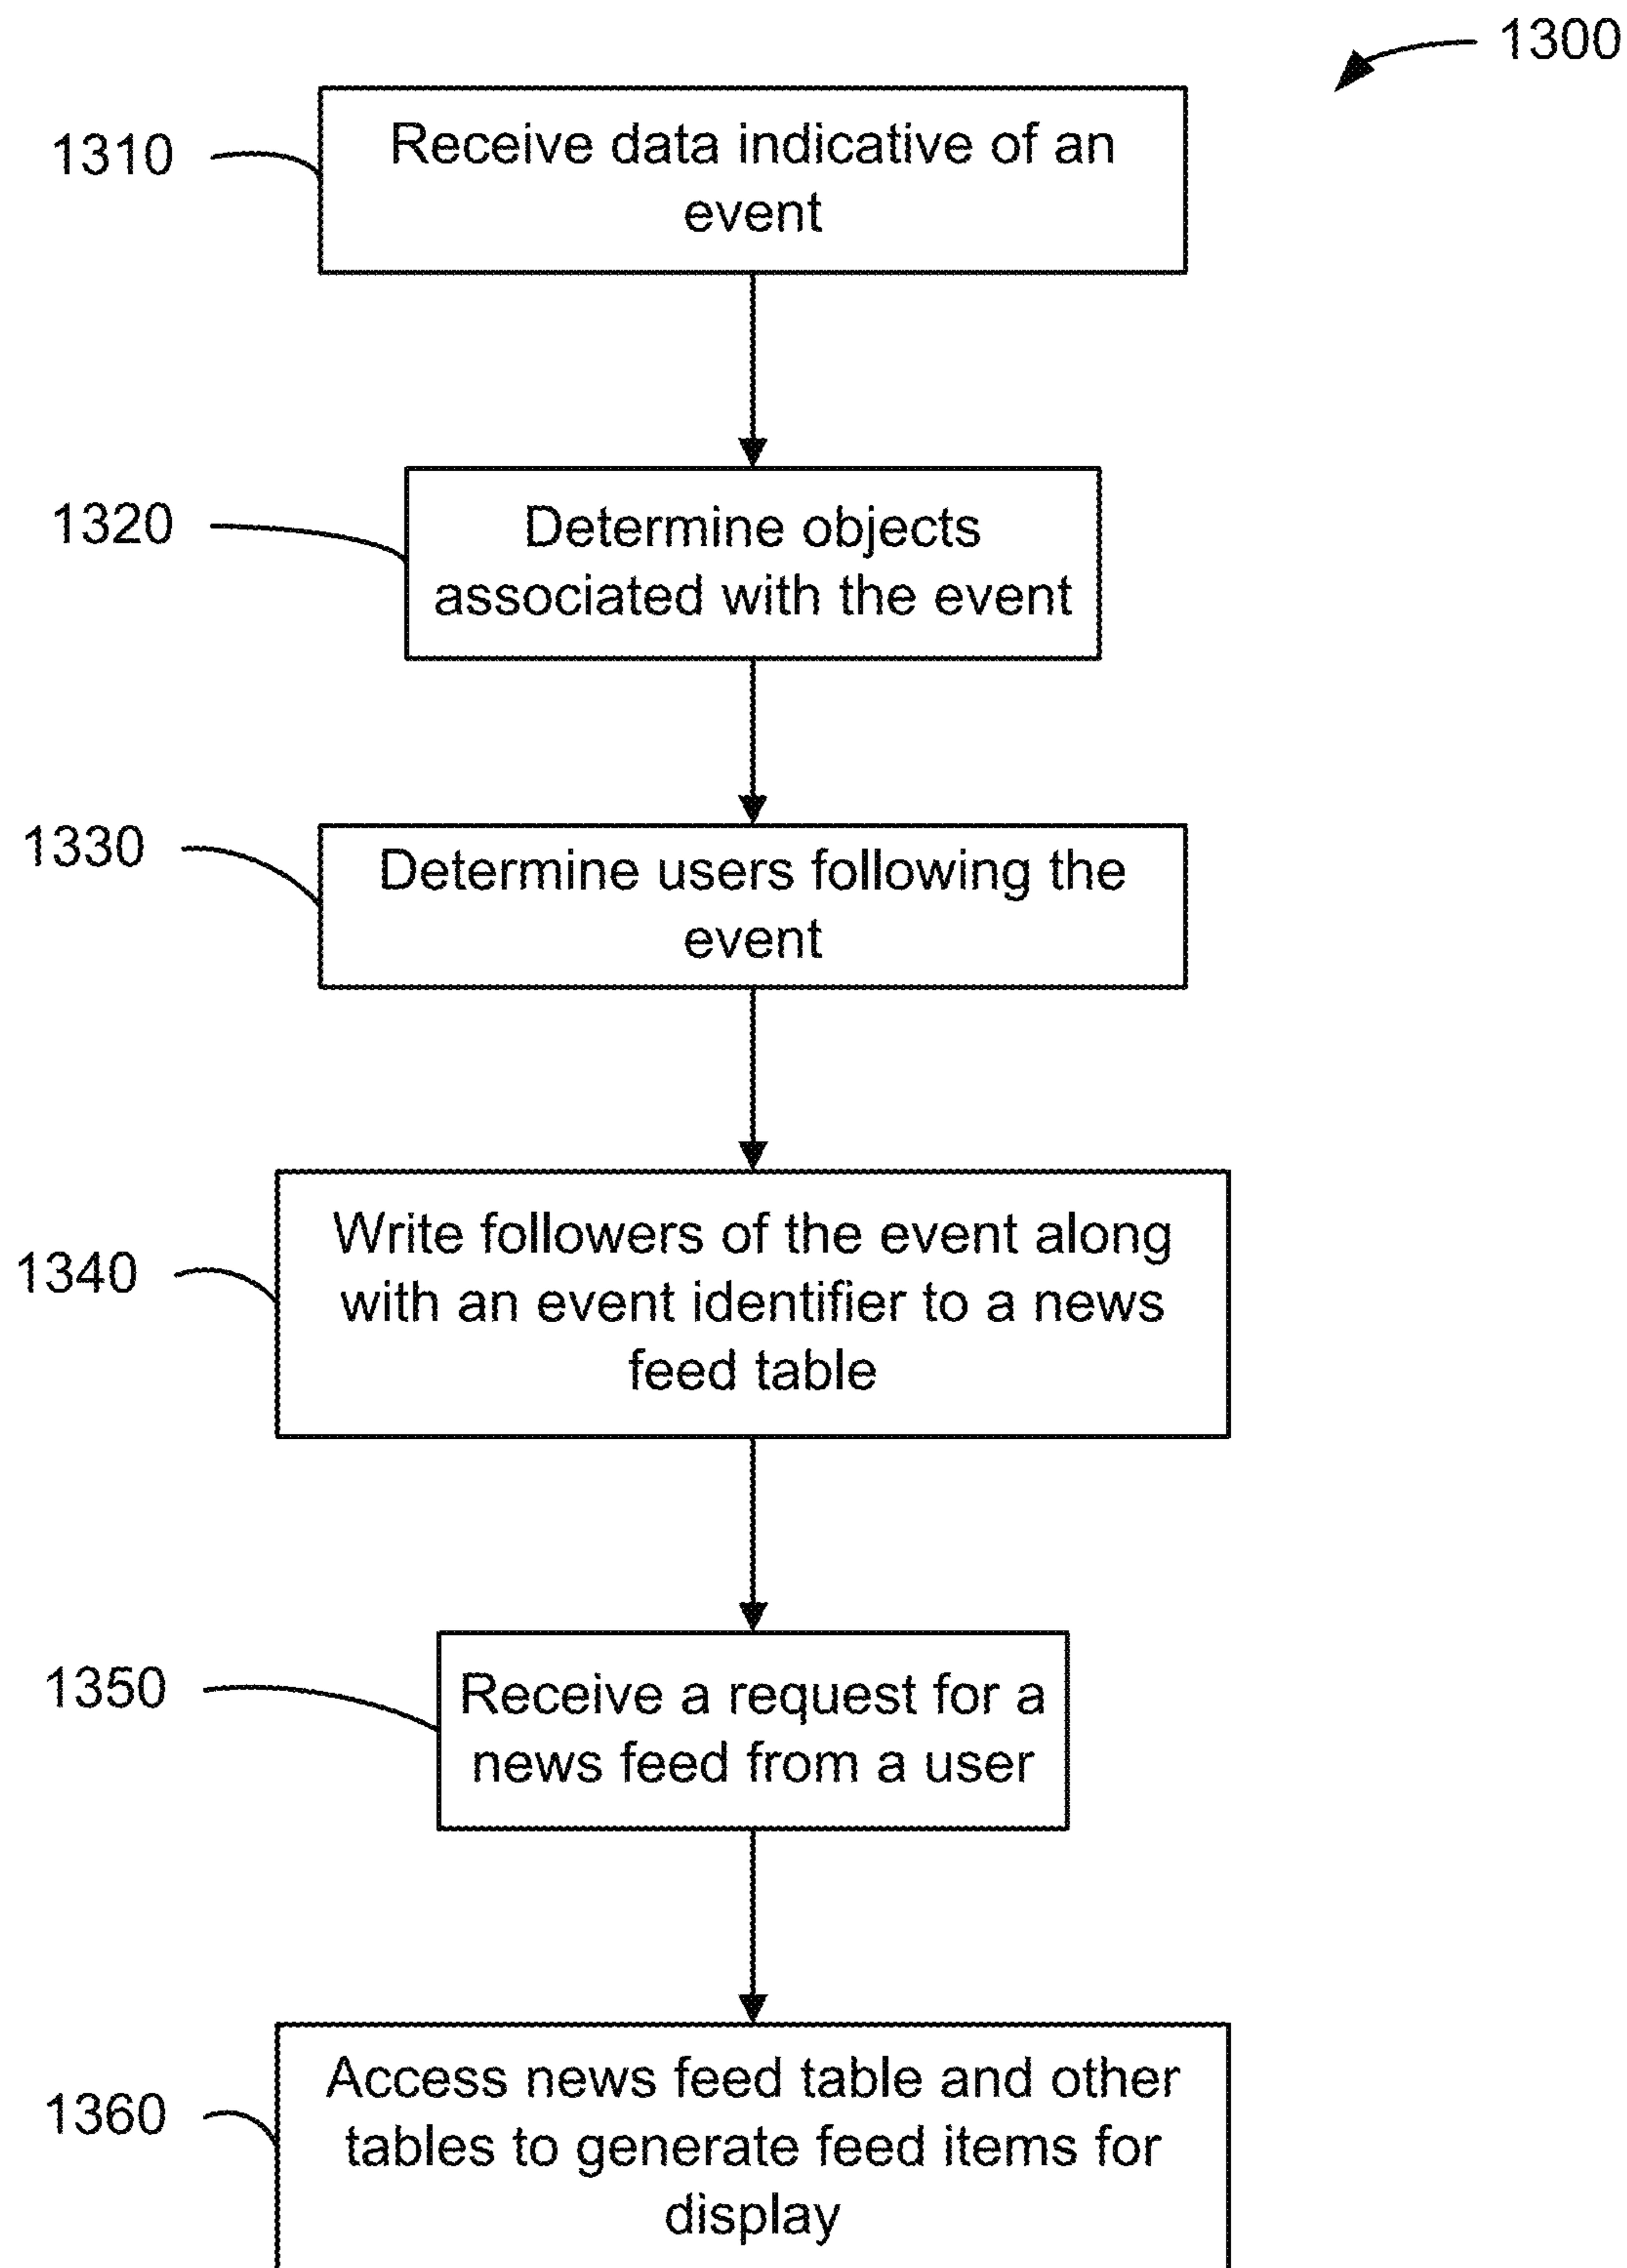 1300
1310
Receive data indicative of an
event
1320
Determine objects
associated with the event
1330
Determine users following the
event
1340
Write followers of the event along
with an event identifier to a news
feed table
1350
Receive a request for a
news feed from a user
1360
Access news feed table and other
tables to generate feed items for
display